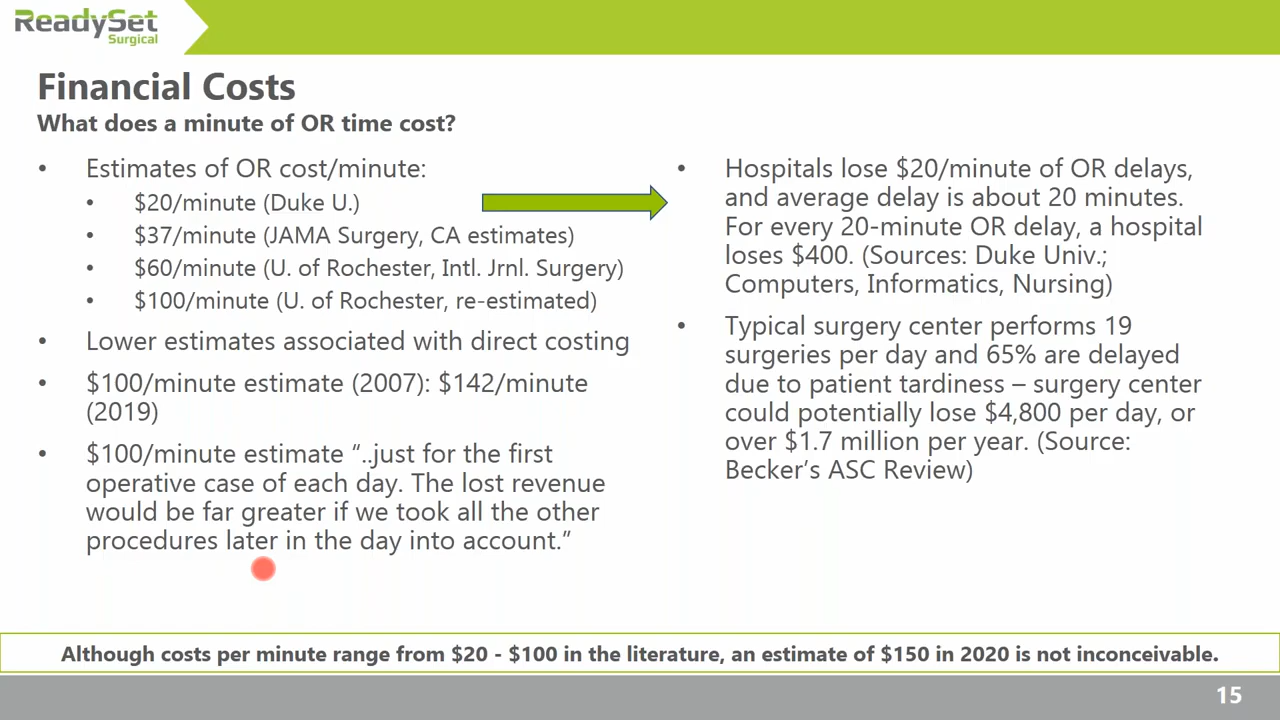 ReadySet
Surgical
Financial Costs
What does a minute of OR time cost?
• Estimates of OR cost/minute:
• $20/minute (Duke U.)
• $37/minute (JAMA Surgery, CA estimates)
• $60/minute (U. of Rochester, Intl. Jrnl. Surgery)
• $100/minute (U. of Rochester, re-estimated)
• Lower estimates associated with direct costing
• $100/minute estimate (2007): $142/minute
(2019)
• $100/minute estimate “..just for the first
operative case of each day. The lost revenue
would be far greater if we took all the other
procedures later in the day into account.”
• Hospitals lose $20/minute of OR delays,
and average delay is about 20 minutes.
For every 20-minute OR delay, a hospital
loses $400. (Sources: Duke Univ.;
Computers, Informatics, Nursing)
• Typical surgery center performs 19
surgeries per day and 65% are delayed
due to patient tardiness – surgery center
could potentially lose $4,800 per day, or
over $1.7 million per year. (Source:
Becker’s ASC Review)
Although costs per minute range from $20 - $100 in the literature, an estimate of $150 in 2020 is not inconceivable.
15